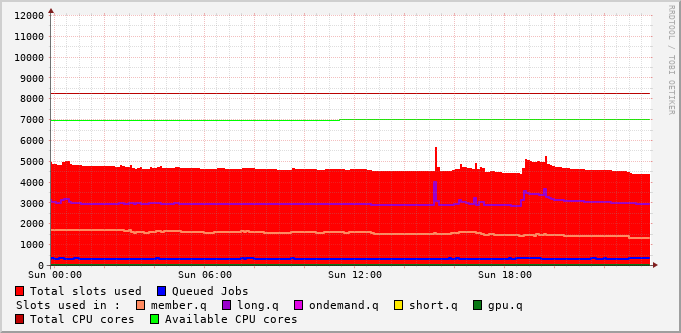 RRDTOOL / TOBI OETIKER
12000
11000
10000
9000
8000
7000
6000
5000
4000
3000
2000
1000
0
Sun 00:00 Sun 06:00 Sun 12:00 Sun 18:00
Total slots used Queued Jobs
Slots used in : member.q long.q ondemand.q short.q gpu.q
Total CPU cores Available CPU cores